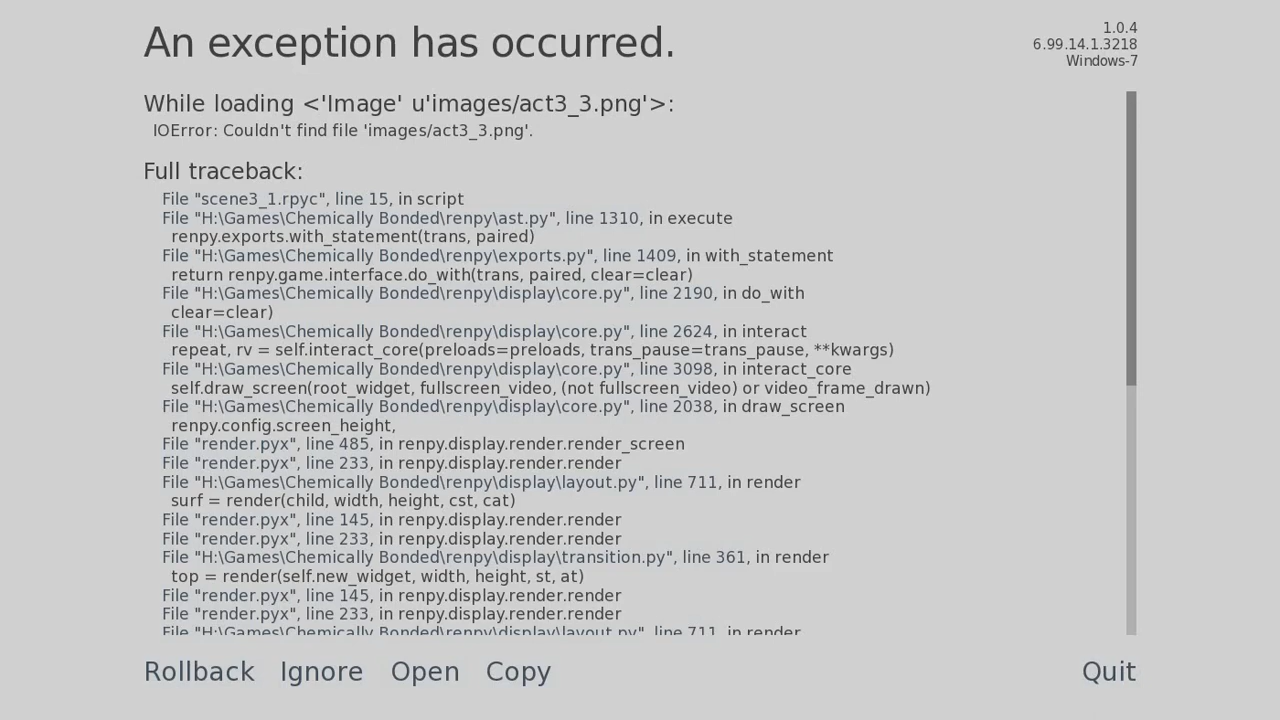 An exception has occurred.
1.0.4
6.99.14.1.3218
Windows-7
While loading <'Image' u'images/act3_3.png'>:
IOError: Couldn't find file 'images/act3_3.png'.
Full traceback:
File "scene3_1.rpyc", line 15, in script
File "H:\Games\Chemically Bonded\renpy\ast.py", line 1310, in execute
renpy.exports.with_statement(trans, paired)
File "H:\Games\Chemically Bonded\renpy\exports.py", line 1409, in with_statement
return renpy.game.interface.do_with(trans, paired, clear=clear)
File "H:\Games\Chemically Bonded\renpy\display\core.py", line 2190, in do_with
clear=clear)
File "H:\Games\Chemically Bonded\renpy\display\core.py", line 2624, in interact
repeat, rv = self.interact_core(preloads=preloads, trans_pause=trans_pause, **kwargs)
File "H:\Games\Chemically Bonded\renpy\display\core.py", line 3098, in interact_core
self.draw_screen(root_widget, fullscreen_video, (not fullscreen_video) or video_frame_drawn)
File "H:\Games\Chemically Bonded\renpy\display\core.py", line 2038, in draw_screen
renpy.config.screen_height,
File "render.pyx", line 485, in renpy.display.render.render_screen
File "render.pyx", line 233, in renpy.display.render.render
File "H:\Games\Chemically Bonded\renpy\display\layout.py", line 711, in render
surf = render(child, width, height, cst, cat)
File "render.pyx", line 145, in renpy.display.render.render
File "render.pyx", line 233, in renpy.display.render.render
File "H:\Games\Chemically Bonded\renpy\display\transition.py", line 361, in render
top = render(self.new_widget, width, height, st, at)
File "render.pyx", line 145, in renpy.display.render.render
File "render.pyx", line 233, in renpy.display.render.render
File "H:\Games\Chemically Bonded\renpy\display\layout.py", line 711, in render
Rollback Ignore Open Copy Quit